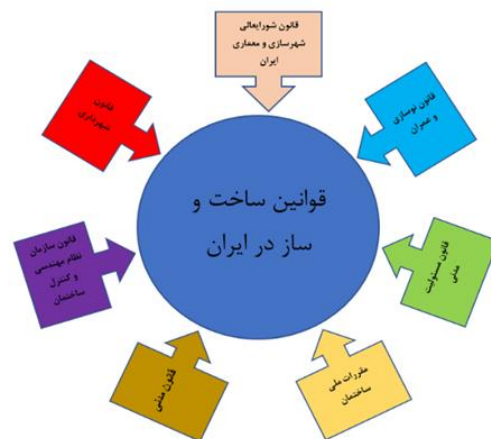 قانون شورایعالی
شهرسازی و معماری
ایران
قانون نوسازی
و عمران
قانون مسئولیت
مدنی
مقررات ملی
ساختمان
قانون مدنی
قانون سازمان
نظام مهندسی
و کنترل
ساختمان
قانون
شهرداری
قوانین ساخت و
ساز در ایران